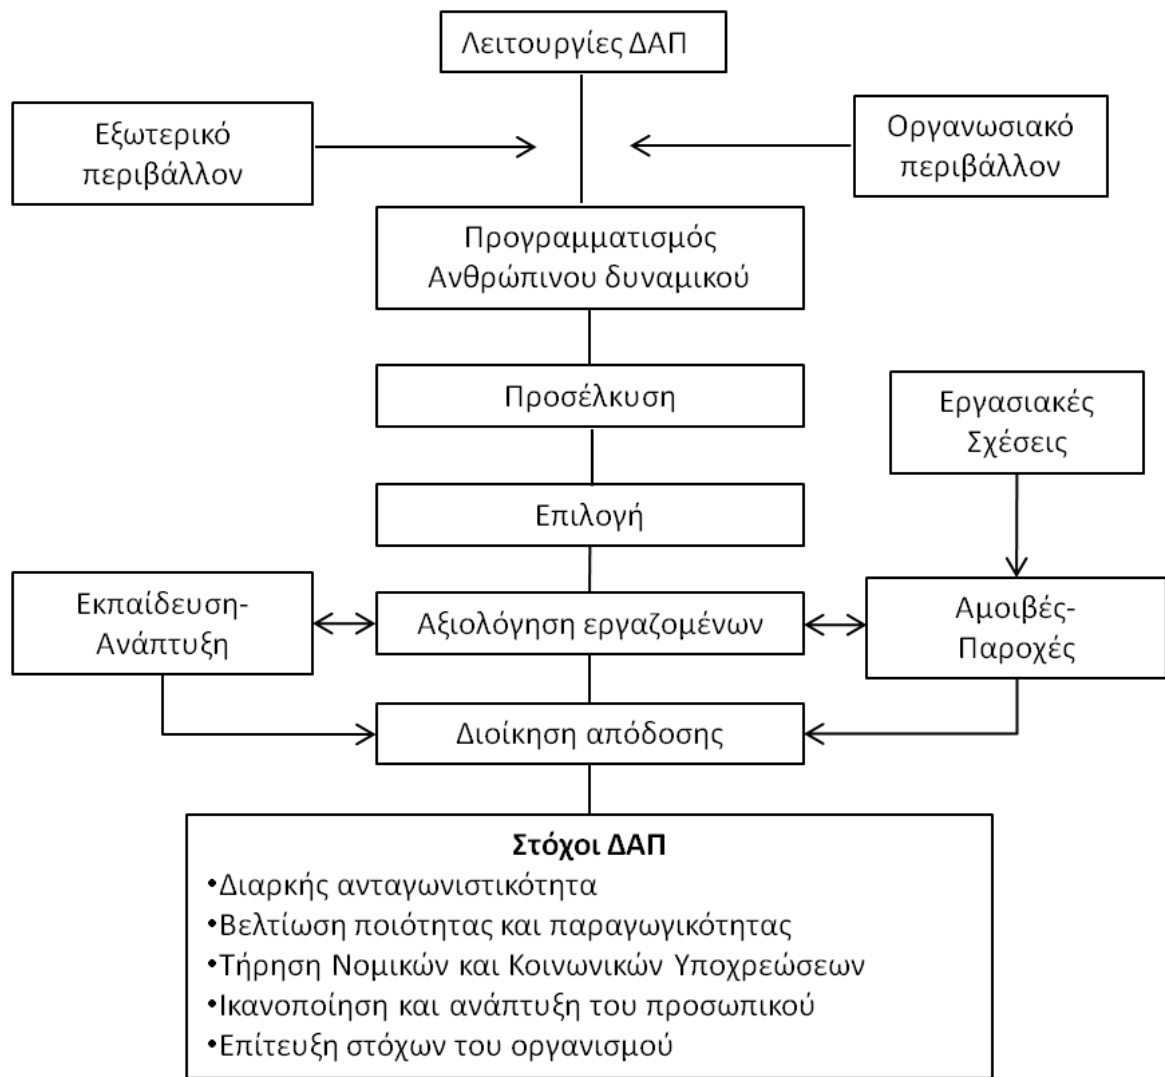 Λειτουργίες ΔΑΠ
Εξωτερικό
περιβάλλον
Οργανωσιακό
περιβάλλον
Προγραμματισμός
Ανθρώπινου δυναμικού
Προσέλκυση
Εργασιακές
Σχέσεις
Επιλογή
Εκπαίδευση-
Ανάπτυξη
Αξιολόγηση εργαζομένων
Αμοιβές-
Παροχές
Διοίκηση απόδοσης
Στόχοι ΔΑΠ
•Διαρκής ανταγωνιστικότητα
•Βελτίωση ποιότητας και παραγωγικότητας
•Τήρηση Νομικών και Κοινωνικών Υποχρεώσεων
•Ικανοποίηση και ανάπτυξη του προσωπικού
•Επίτευξη στόχων του οργανισμού